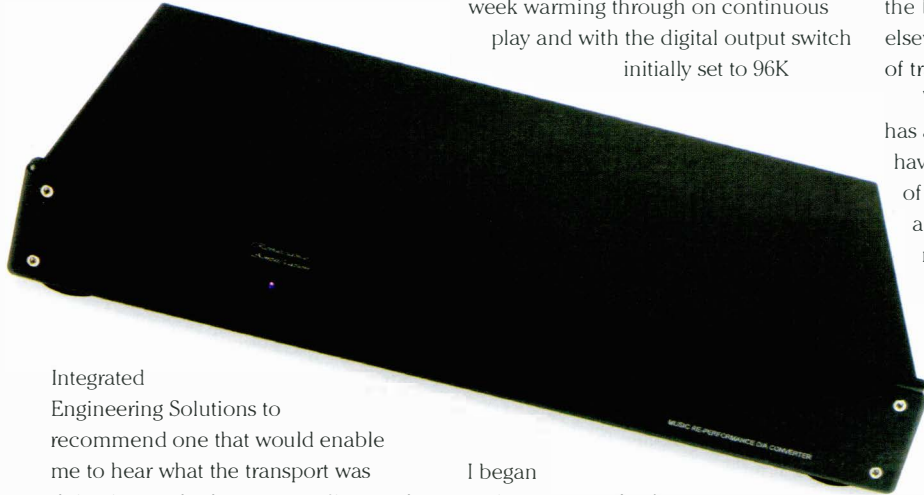 week warming through on continuous
play and with the digital output switch
initially set to 96K
the
elsev
of tr
has
hav
of
a
MUSIC RE-PERFORMANCE D/A CONVERTER
Integrated
Engineering Solutions to
recommend one that would enable
me to hear what the transport was
I began